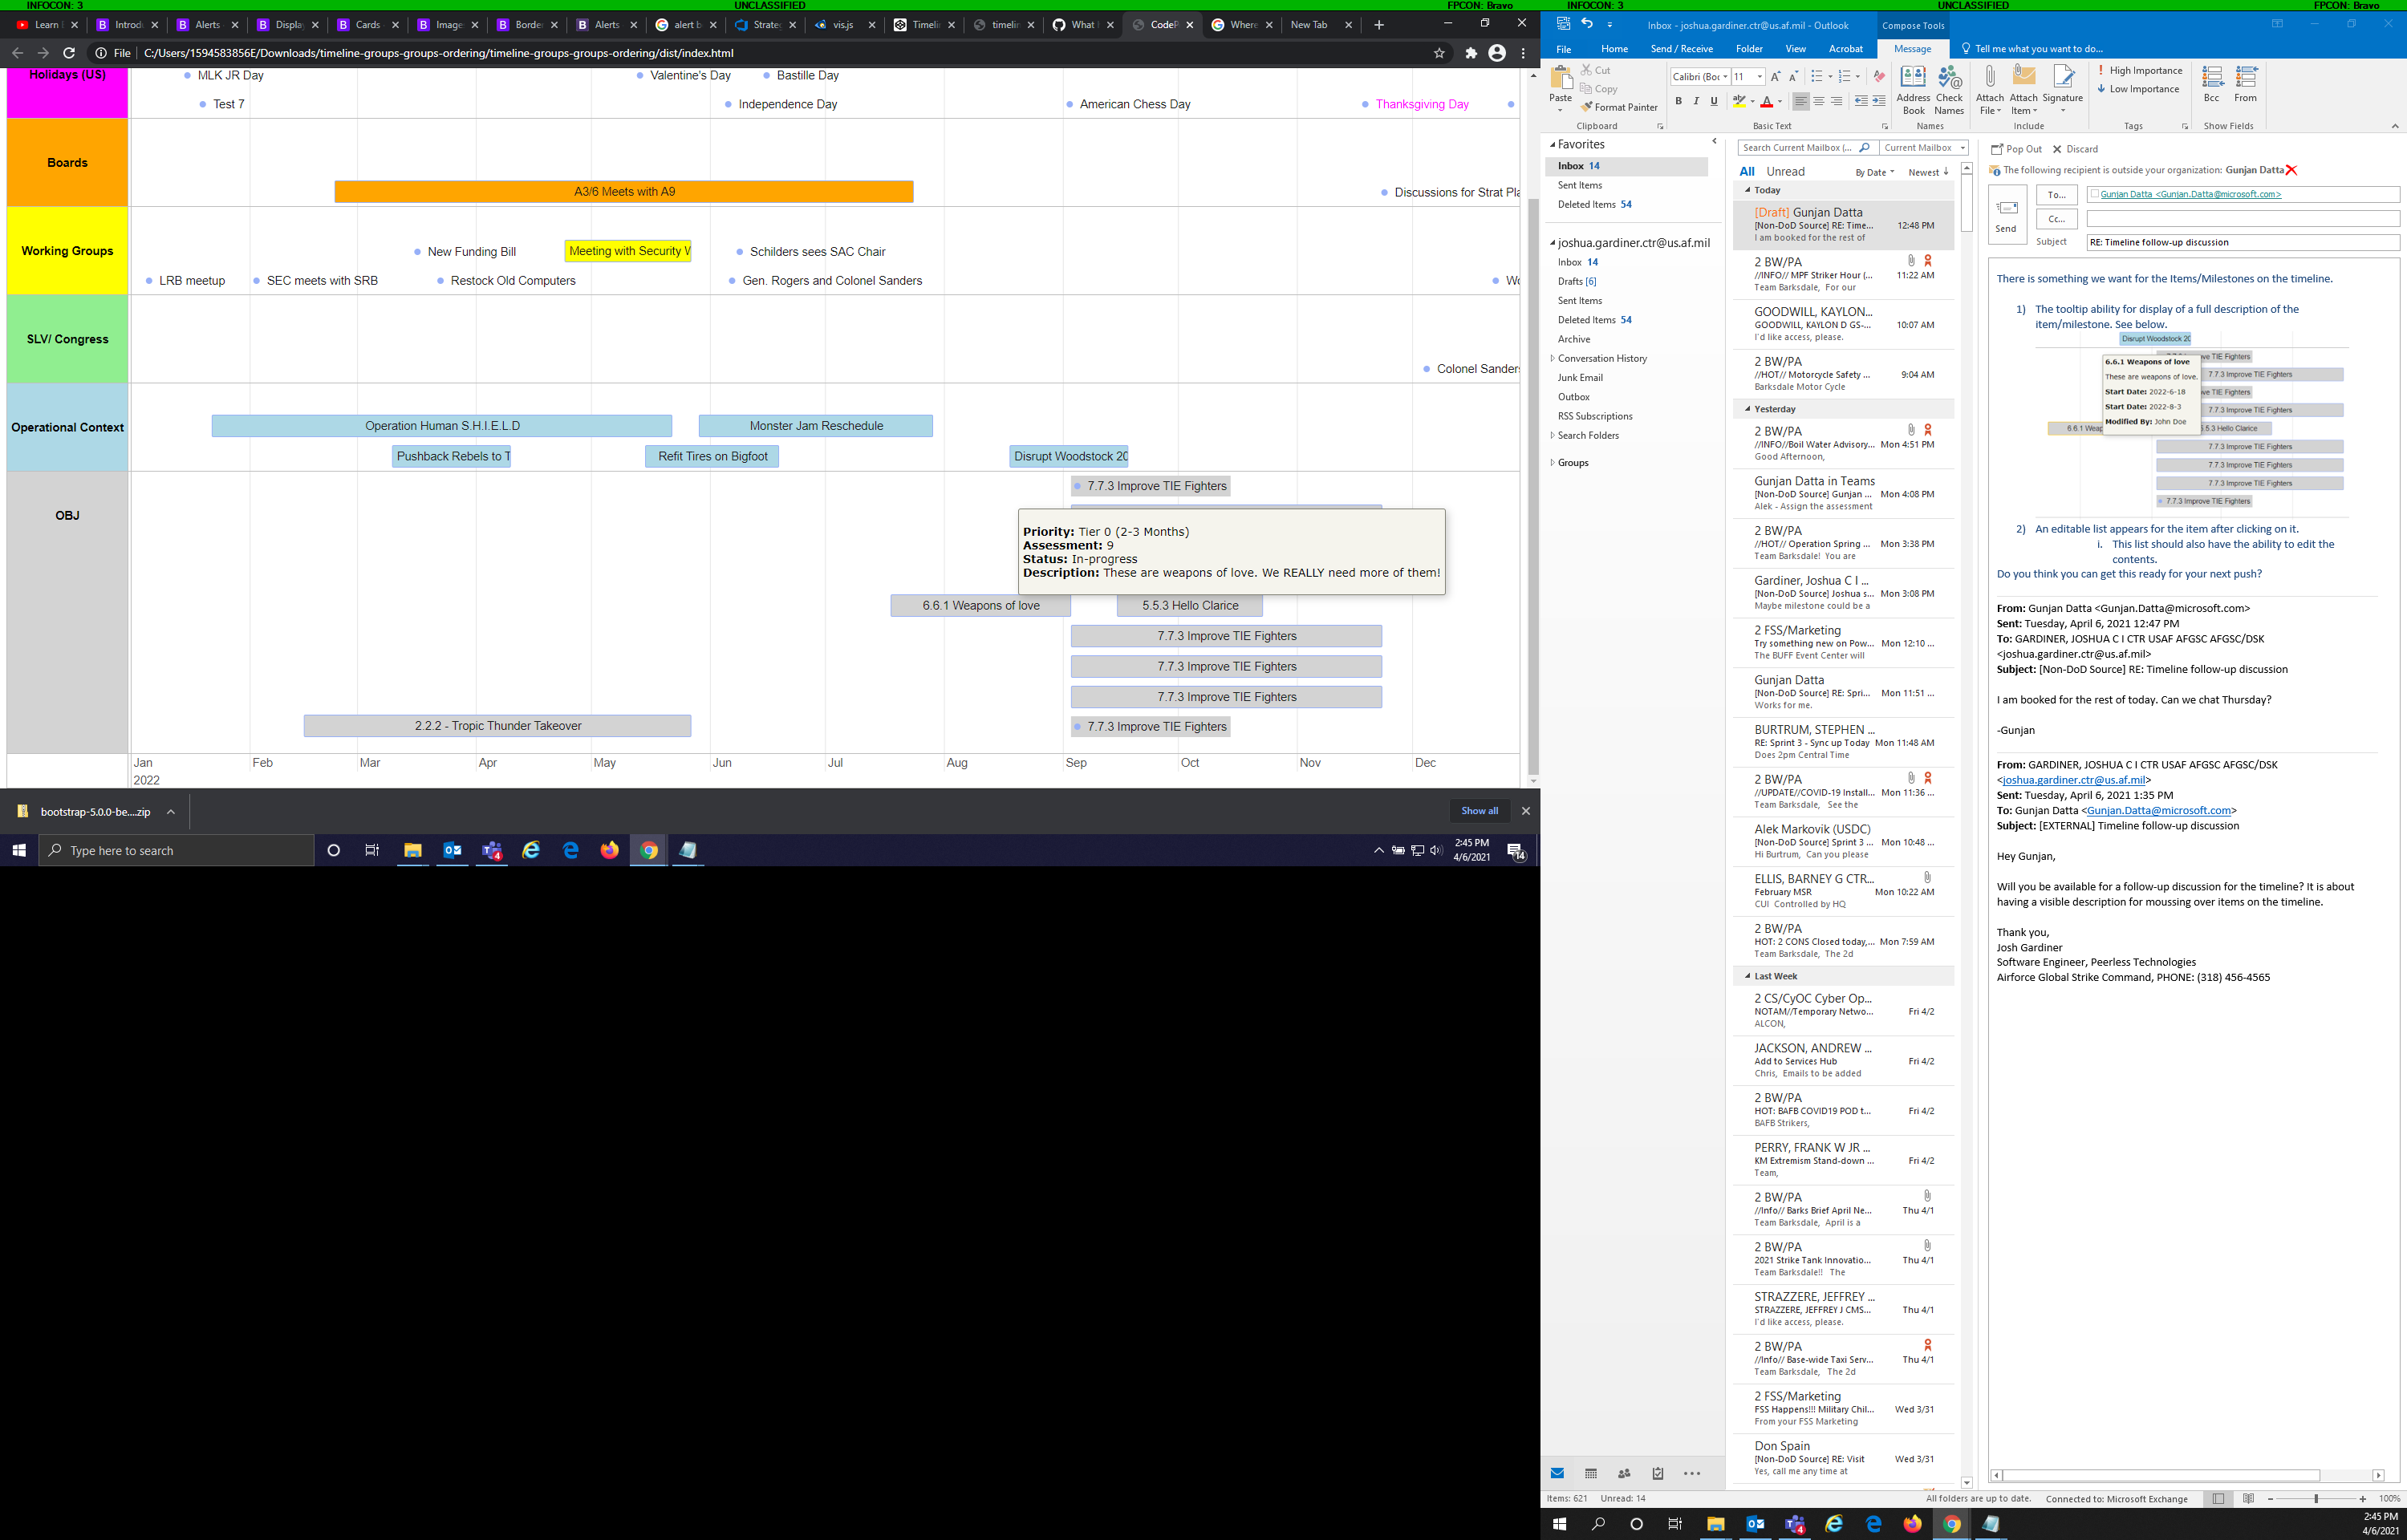 INFOCON: 3 UNCLASSIFIED FPCON: Bravo
Learn Introd Alerts Display Cards Image Borders Alerts alert b Strateg vis.js Timeli timelin What CodeP Where New Tab
File C:/Users/1594583856E/Downloads/timeline-groups-groups-ordering/timeline-groups-groups-ordering/dist/index.html
Holidays (US)
MLK JR Day Valentine's Day Bastille Day
Test 7 Independence Day American Chess Day Thanksgiving Day
Boards
A3/6 Meets with A9 Discussions for Strat Pla
Working Groups
New Funding Bill Meeting with Security W Schilders sees SAC Chair
LRB meetup SEC meets with SRB Restock Old Computers Gen. Rogers and Colonel Sanders Wo
SLV/ Congress
Colonel Sanders
Operational Context
Operation Human S.H.I.E.L.D Monster Jam Reschedule
Pushback Rebels to T Refit Tires on Bigfoot Disrupt Woodstock 20
OBJ
7.7.3 Improve TIE Fighters
Priority: Tier 0 (2-3 Months)
Assessment: 9
Status: In-progress
Description: These are weapons of love. We REALLY need more of them!
6.6.1 Weapons of love 5.5.3 Hello Clarice
7.7.3 Improve TIE Fighters
7.7.3 Improve TIE Fighters
7.7.3 Improve TIE Fighters
2.2.2 - Tropic Thunder Takeover 7.7.3 Improve TIE Fighters
Jan Feb Mar Apr May Jun Jul Aug Sep Oct Nov Dec
2022
bootstrap-5.0.0-be....zip Show all
Type here to search 4 2:45 PM
4/6/2021 14
INFOCON: 3 UNCLASSIFIED FPCON: Bravo
Inbox - joshua.gardiner.ctr@us.af.mil - Outlook Compose Tools
File Home Send / Receive Folder View Acrobat Message Tell me what you want to do...
Paste Cut Copy Format Painter
Calibri (Boc 11
B I U
Address Book Check Names Attach File Attach Item Signature
High Importance
Low Importance
Bcc From
Clipboard Basic Text Names Include Tags Show Fields
Favorites
Inbox 14
Sent Items
Deleted Items 54
joshua.gardiner.ctr@us.af.mil
Inbox 14
Drafts [6]
Sent Items
Deleted Items 54
Archive
Conversation History
Junk Email
Outbox
RSS Subscriptions
Search Folders
Groups
Search Current Mailbox (... Current Mailbox
All Unread By Date Newest
Today
[Draft] Gunjan Datta
[Non-DoD Source] RE: Time... 12:48 PM
I am booked for the rest of
2 BW/PA
//INFO// MPF Striker Hour (... 11:22 AM
Team Barksdale, For our
GOODWILL, KAYLON...
GOODWILL, KAYLON D GS-... 10:07 AM
I'd like access, please.
2 BW/PA
//HOT// Motorcycle Safety ... 9:04 AM
Barksdale Motor Cycle
Yesterday
2 BW/PA
//INFO//Boil Water Advisory... Mon 4:51 PM
Good Afternoon,
Gunjan Datta in Teams
[Non-DoD Source] Gunjan ... Mon 4:08 PM
Alek - Assign the assessment
2 BW/PA
//HOT// Operation Spring ... Mon 3:38 PM
Team Barksdale! You are
Gardiner, Joshua C I ...
[Non-DoD Source] Joshua s... Mon 3:08 PM
Maybe milestone could be a
2 FSS/Marketing
Try something new on Pow... Mon 12:10 ...
The BUFF Event Center will
Gunjan Datta
[Non-DoD Source] RE: Spri... Mon 11:51 ...
Works for me.
BURTRUM, STEPHEN ...
RE: Sprint 3 - Sync up Today Mon 11:48 AM
Does 2pm Central Time
2 BW/PA
//UPDATE//COVID-19 Install... Mon 11:36 ...
Team Barksdale, See the
Alek Markovik (USDC)
[Non-DoD Source] Sprint 3 ... Mon 10:48 ...
Hi Burtrum, Can you please
ELLIS, BARNEY G CTR...
February MSR Mon 10:22 AM
CUI Controlled by HQ
2 BW/PA
HOT: 2 CONS Closed today,... Mon 7:59 AM
Team Barksdale, The 2d
Last Week
2 CS/CyOC Cyber Op...
NOTAM//Temporary Netwo... Fri 4/2
ALCON,
JACKSON, ANDREW ...
Add to Services Hub Fri 4/2
Chris, Emails to be added
2 BW/PA
HOT: BAFB COVID19 POD t... Fri 4/2
BAFB Strikers,
PERRY, FRANK W JR ...
KM Extremism Stand-down ... Fri 4/2
Team,
2 BW/PA
//Info// Barks Brief April Ne... Thu 4/1
Team Barksdale, April is a
2 BW/PA
2021 Strike Tank Innovatio... Thu 4/1
Team Barksdale!! The
STRAZZERE, JEFFREY ...
STRAZZERE, JEFFREY J CMS... Thu 4/1
I'd like access, please.
2 BW/PA
//Info// Base-wide Taxi Serv... Thu 4/1
Team Barksdale, The 2d
2 FSS/Marketing
FSS Happens!!! Military Chil... Wed 3/31
From your FSS Marketing
Don Spain
[Non-DoD Source] RE: Visit Wed 3/31
Yes, call me any time at
Pop Out Discard
The following recipient is outside your organization: Gunjan Datta
Send To... Gunjan Datta <Gunjan.Datta@microsoft.com>
Cc...
Subject RE: Timeline follow-up discussion
There is something we want for the Items/Milestones on the timeline.
1) The tooltip ability for display of a full description of the
item/milestone. See below.
Disrupt Woodstock 20
6.6.1 Weapons of love ve TIE Fighters
These are weapons of love. 7.7.3 Improve TIE Fighters
Start Date: 2022-6-18 ve TIE Fighters
Start Date: 2022-8-3 7.7.3 Improve TIE Fighters
Modified By: John Doe
6.6.1 Weap 5.5.3 Hello Clarice
7.7.3 Improve TIE Fighters
7.7.3 Improve TIE Fighters
7.7.3 Improve TIE Fighters
7.7.3 Improve TIE Fighters
2) An editable list appears for the item after clicking on it.
i. This list should also have the ability to edit the
contents.
Do you think you can get this ready for your next push?
From: Gunjan Datta <Gunjan.Datta@microsoft.com>
Sent: Tuesday, April 6, 2021 12:47 PM
To: GARDINER, JOSHUA C I CTR USAF AFGSC AFGSC/DSK
<joshua.gardiner.ctr@us.af.mil>
Subject: [Non-DoD Source] RE: Timeline follow-up discussion
I am booked for the rest of today. Can we chat Thursday?
-Gunjan
From: GARDINER, JOSHUA C I CTR USAF AFGSC AFGSC/DSK
<joshua.gardiner.ctr@us.af.mil>
Sent: Tuesday, April 6, 2021 1:35 PM
To: Gunjan Datta <Gunjan.Datta@microsoft.com>
Subject: [EXTERNAL] Timeline follow-up discussion
Hey Gunjan,
Will you be available for a follow-up discussion for the timeline? It is about
having a visible description for moussing over items on the timeline.
Thank you,
Josh Gardiner
Software Engineer, Peerless Technologies
Airforce Global Strike Command, PHONE: (318) 456-4565
Items: 621 Unread: 14 All folders are up to date. Connected to: Microsoft Exchange 100%
4 2:45 PM
4/6/2021